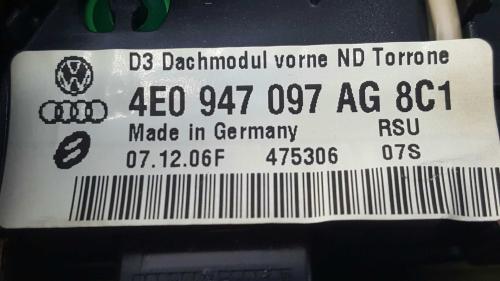 D3 Dachmodul vorne ND Torrone
4E0 947 097 AG 8C1
Made in Germany RSU
07.12.06F 475306 07S